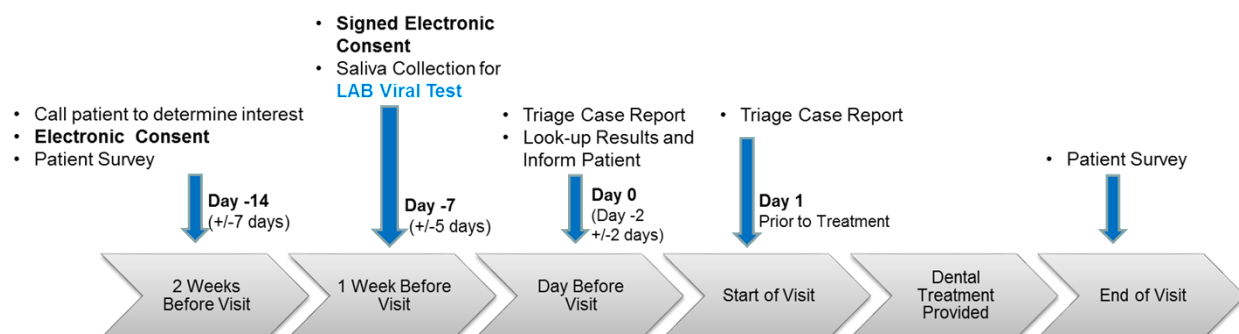 • Call patient to determine interest
• Electronic Consent
• Patient Survey
Day -14
(+/-7 days)
• Signed Electronic
Consent
• Saliva Collection for
LAB Viral Test
Day -7
(+/-5 days)
• Triage Case Report
• Look-up Results and
Inform Patient
Day 0
(Day -2
+/-2 days)
• Triage Case Report
Day 1
Prior to Treatment
• Patient Survey
2 Weeks
Before Visit
1 Week Before
Visit
Day Before
Visit
Start of Visit
Dental
Treatment
Provided
End of Visit